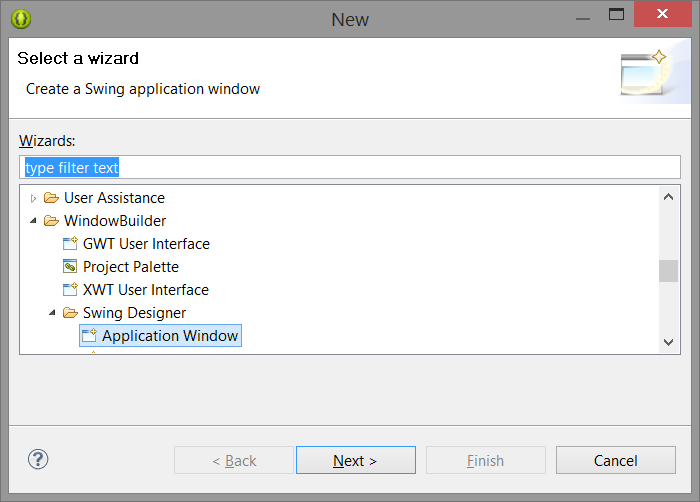 New
Select a wizard
Create a Swing application window
Wizards:
type filter text
User Assistance
WindowBuilder
GWT User Interface
Project Palette
XWT User Interface
Swing Designer
Application Window
< Back Next > Finish Cancel